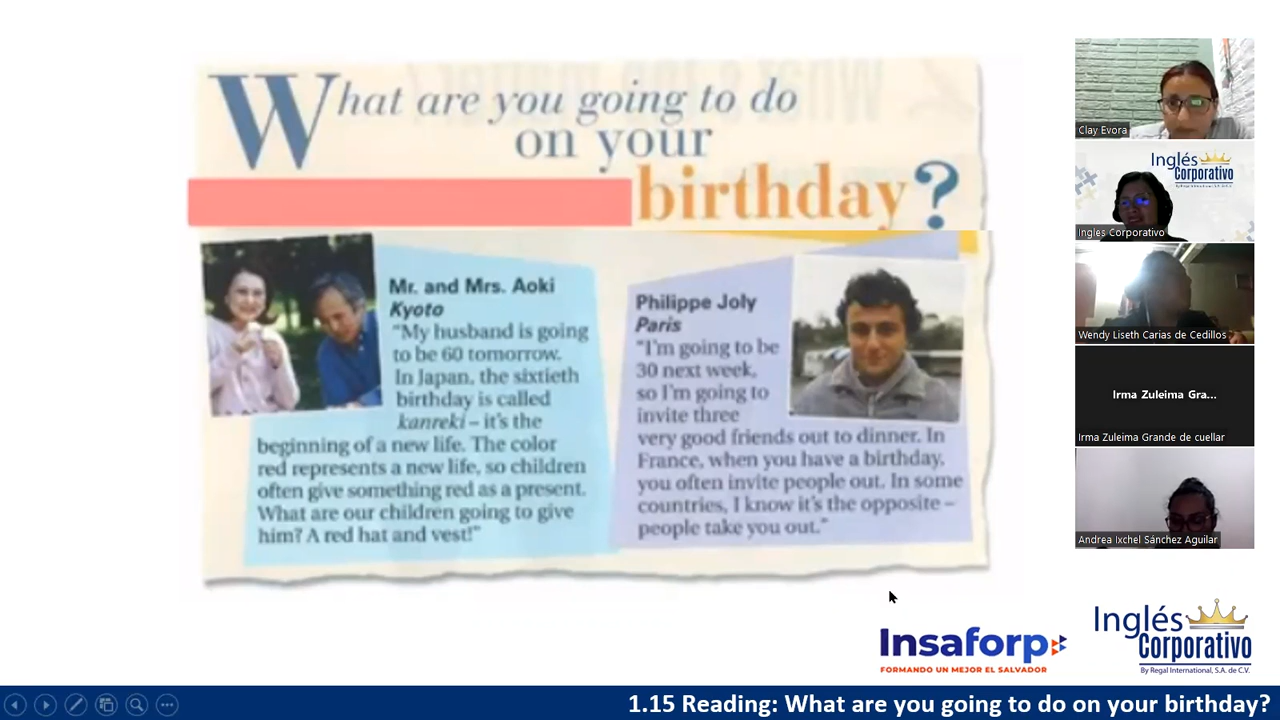 What are you going to do
on your
birthday?
Mr. and Mrs. Aoki
Kyoto
"My husband is going
to be 60 tomorrow.
In Japan, the sixtieth
birthday is called
kanreki – it's the
beginning of a new life. The color
red represents a new life, so children
often give something red as a present.
What are our children going to give
him? A red hat and vest!"
Philippe Joly
Paris
"I'm going to be
30 next week,
so I'm going to
invite three
very good friends out to dinner. In
France, when you have a birthday,
you often invite people out. In some
countries, I know it's the opposite –
people take you out."
Clay Evora
Inglés
Corporativo
By Regal International, S.A. de C.V.
Ingles Corporativo
Wendy Liseth Carias de Cedillos
Irma Zuleima Gra...
Irma Zuleima Grande de cuellar
Andrea Ixchel Sánchez Aguilar
Insaforp
FORMANDO UN MEJOR EL SALVADOR
Inglés
Corporativo
By Regal International, S.A. de C.V.
1.15 Reading: What are you going to do on your birthday?